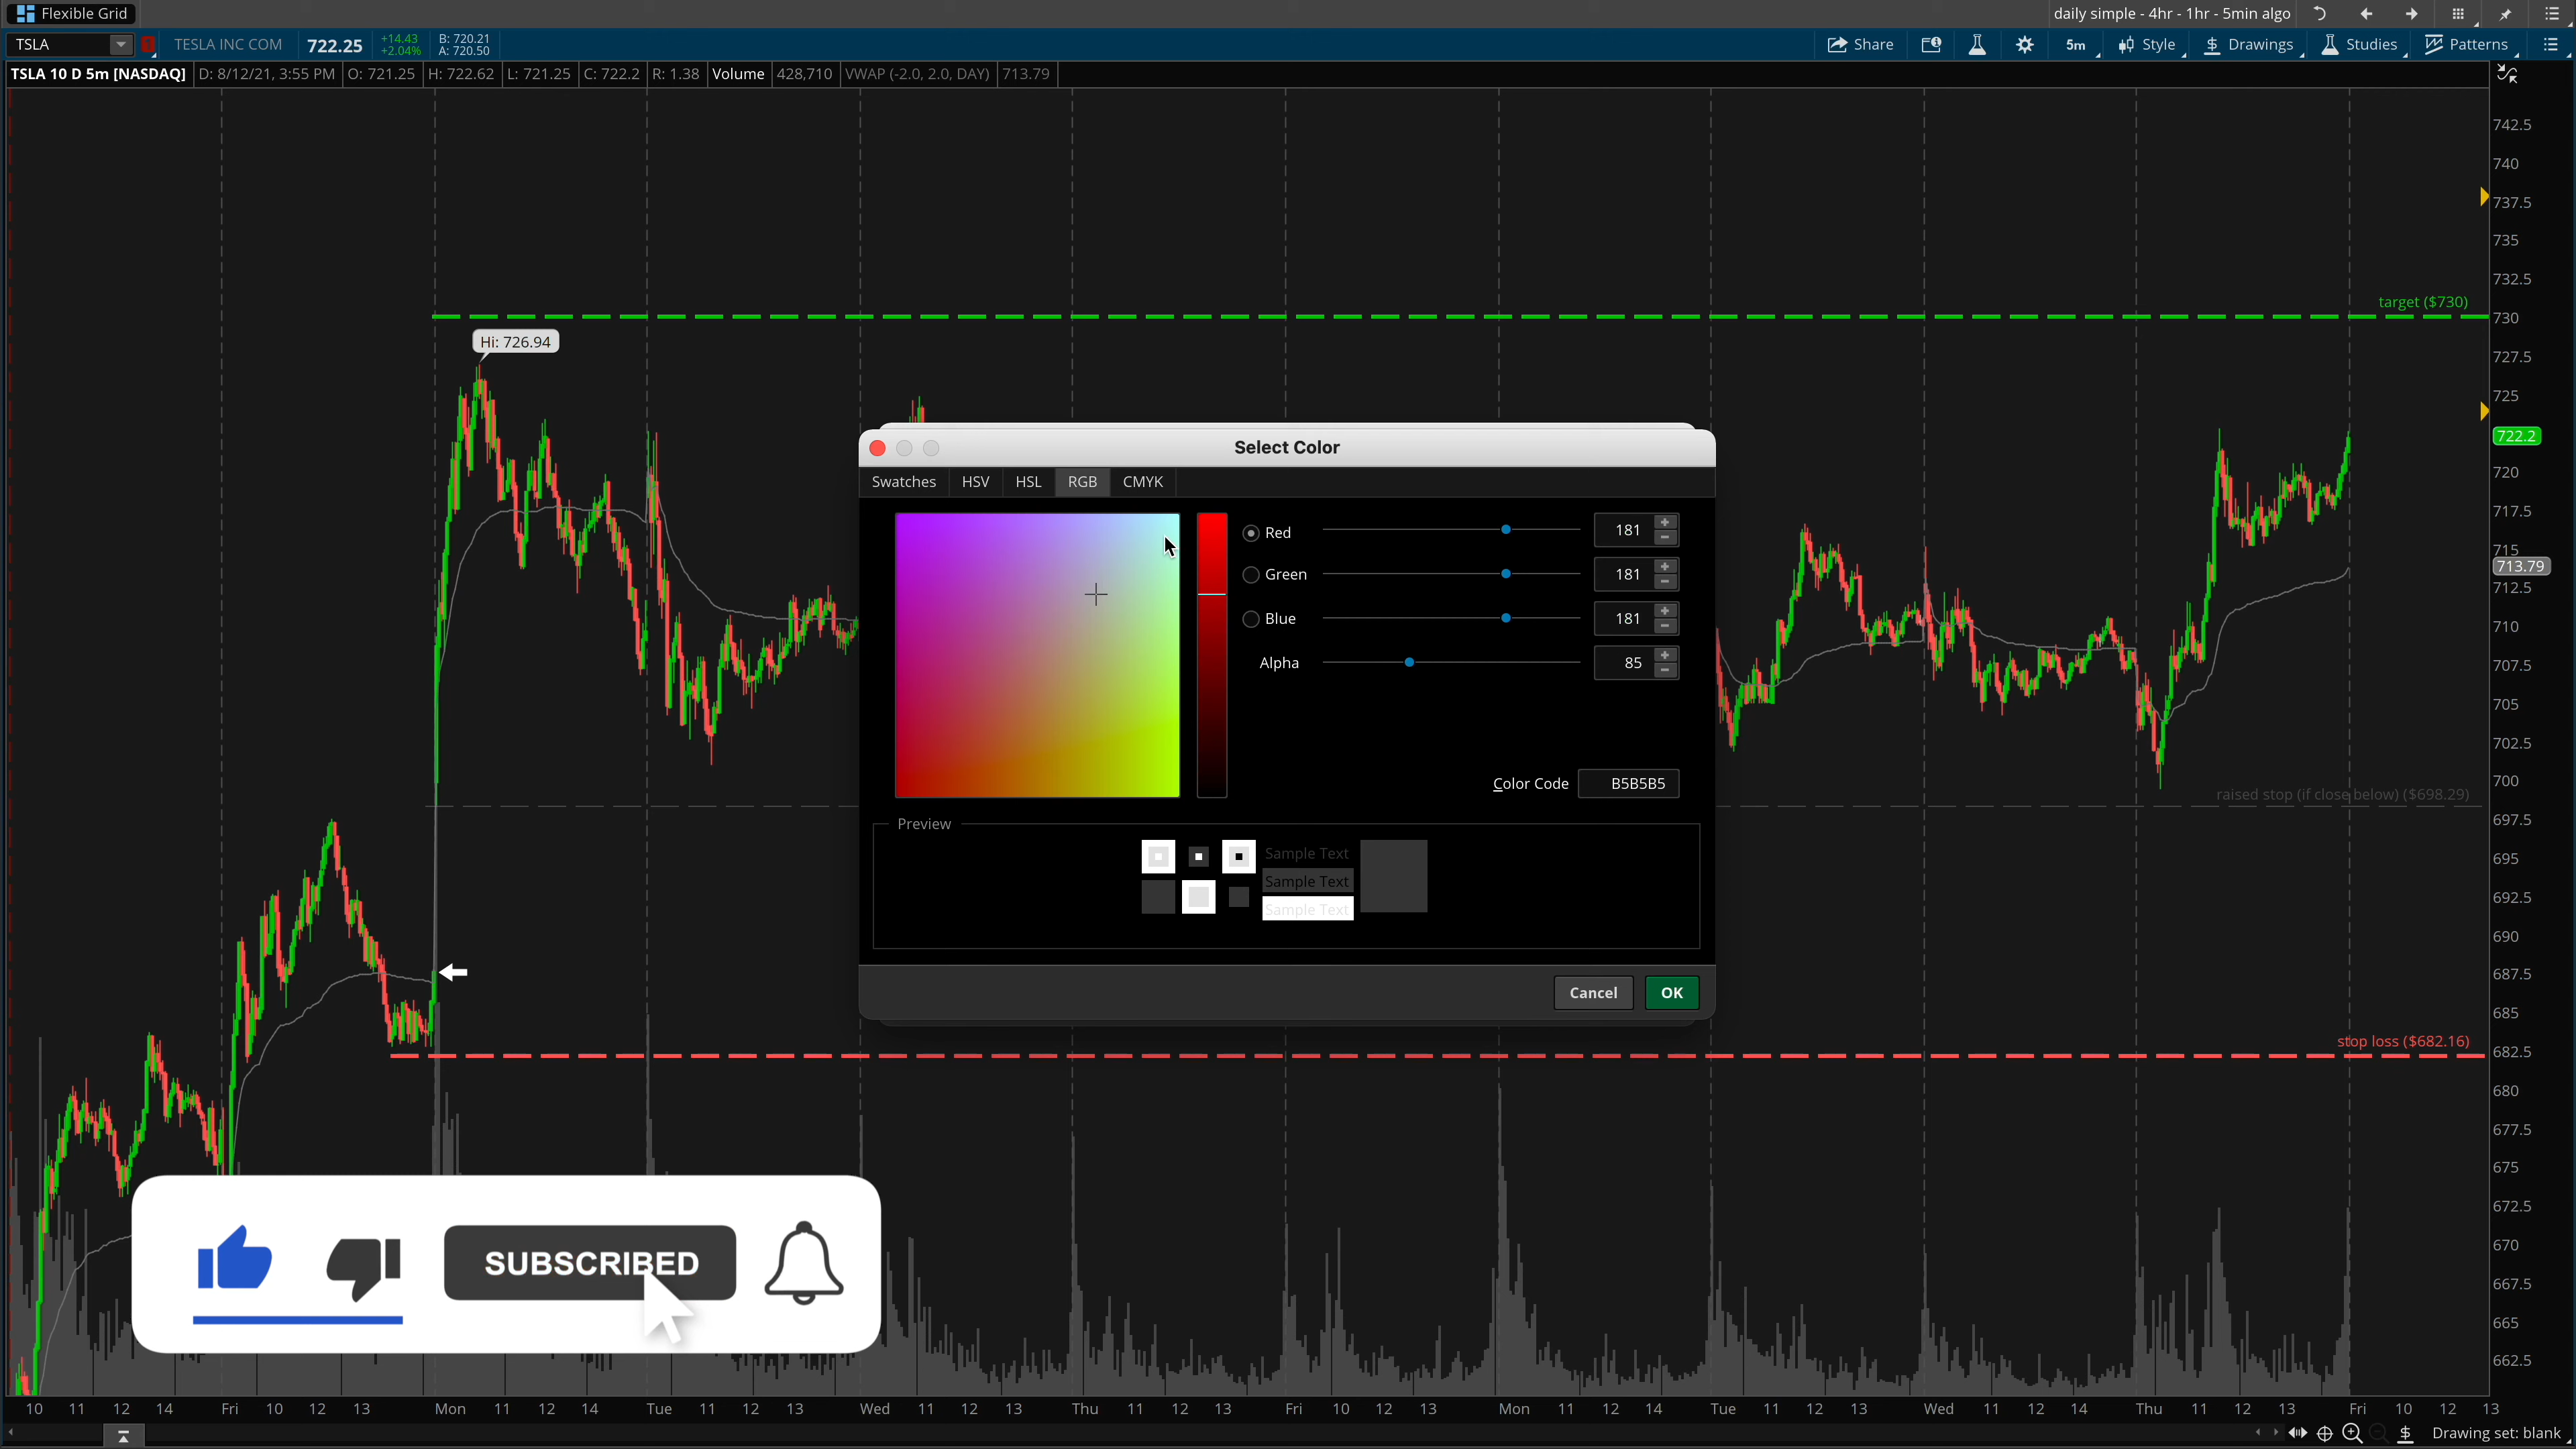 Flexible Grid
daily simple - 4hr - 1hr - 5min algo
TSLA
1
TESLA INC COM
722.25
+14.43
+2.04%
B: 720.21
A: 720.50
Share
5m
Style
Drawings
Studies
Patterns
TSLA 10 D 5m [NASDAQ]
D: 8/12/21, 3:55 PM
O: 721.25
H: 722.62
L: 721.25
C: 722.2
R: 1.38
Volume
428,710
VWAP (-2.0, 2.0, DAY)
713.79
742.5
740
737.5
735
732.5
target ($730)
730
Hi: 726.94
727.5
725
722.2
720
717.5
715
713.79
712.5
710
707.5
705
702.5
700
raised stop (if close below) ($698.29)
697.5
695
692.5
690
687.5
685
stop loss ($682.16)
682.5
680
677.5
675
672.5
670
667.5
665
662.5
Select Color
Swatches
HSV
HSL
RGB
CMYK
Red
181
Green
181
Blue
181
Alpha
85
Color Code
B5B5B5
Preview
Sample Text
Sample Text
Sample Text
Cancel
OK
SUBSCRIBED
10 11 12 14 Fri 10 12 13 Mon 11 12 14 Tue 11 12 13 Wed 11 12 13 Thu 11 12 13 Fri 10 12 13 Mon 11 12 14 Tue 11 12 13 Wed 11 12 14 Thu 11 12 13 Fri 10 12 13
Drawing set: blank